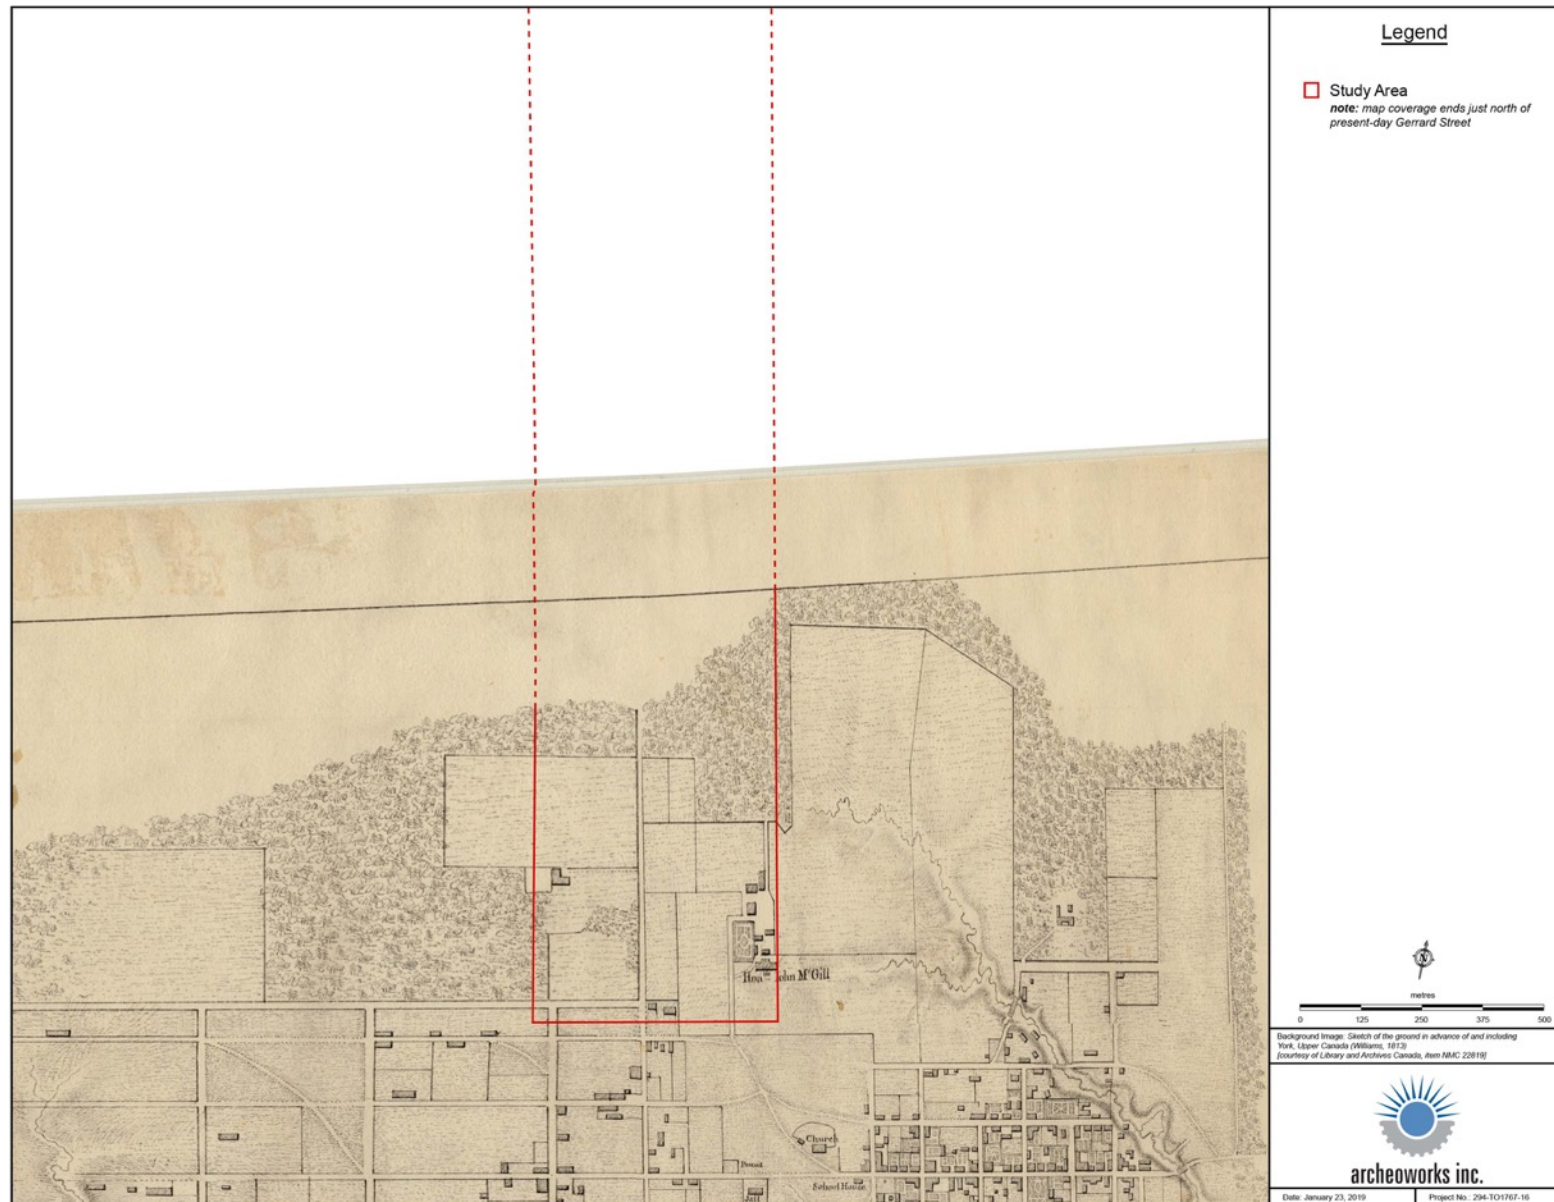 Legend
Study Area
note: map coverage ends just north of
present-day Gerrard Street
Hon.ble John McGill
Church
School House
Jail
N
metres
0 125 250 375 500
Background Image: Sketch of the ground in advance of and including
York, Upper Canada (Williams, 1813)
[courtesy of Library and Archives Canada, item NMC 22819]
archeoworks inc.
Date: January 23, 2019
Project No.: 294-TO1767-16